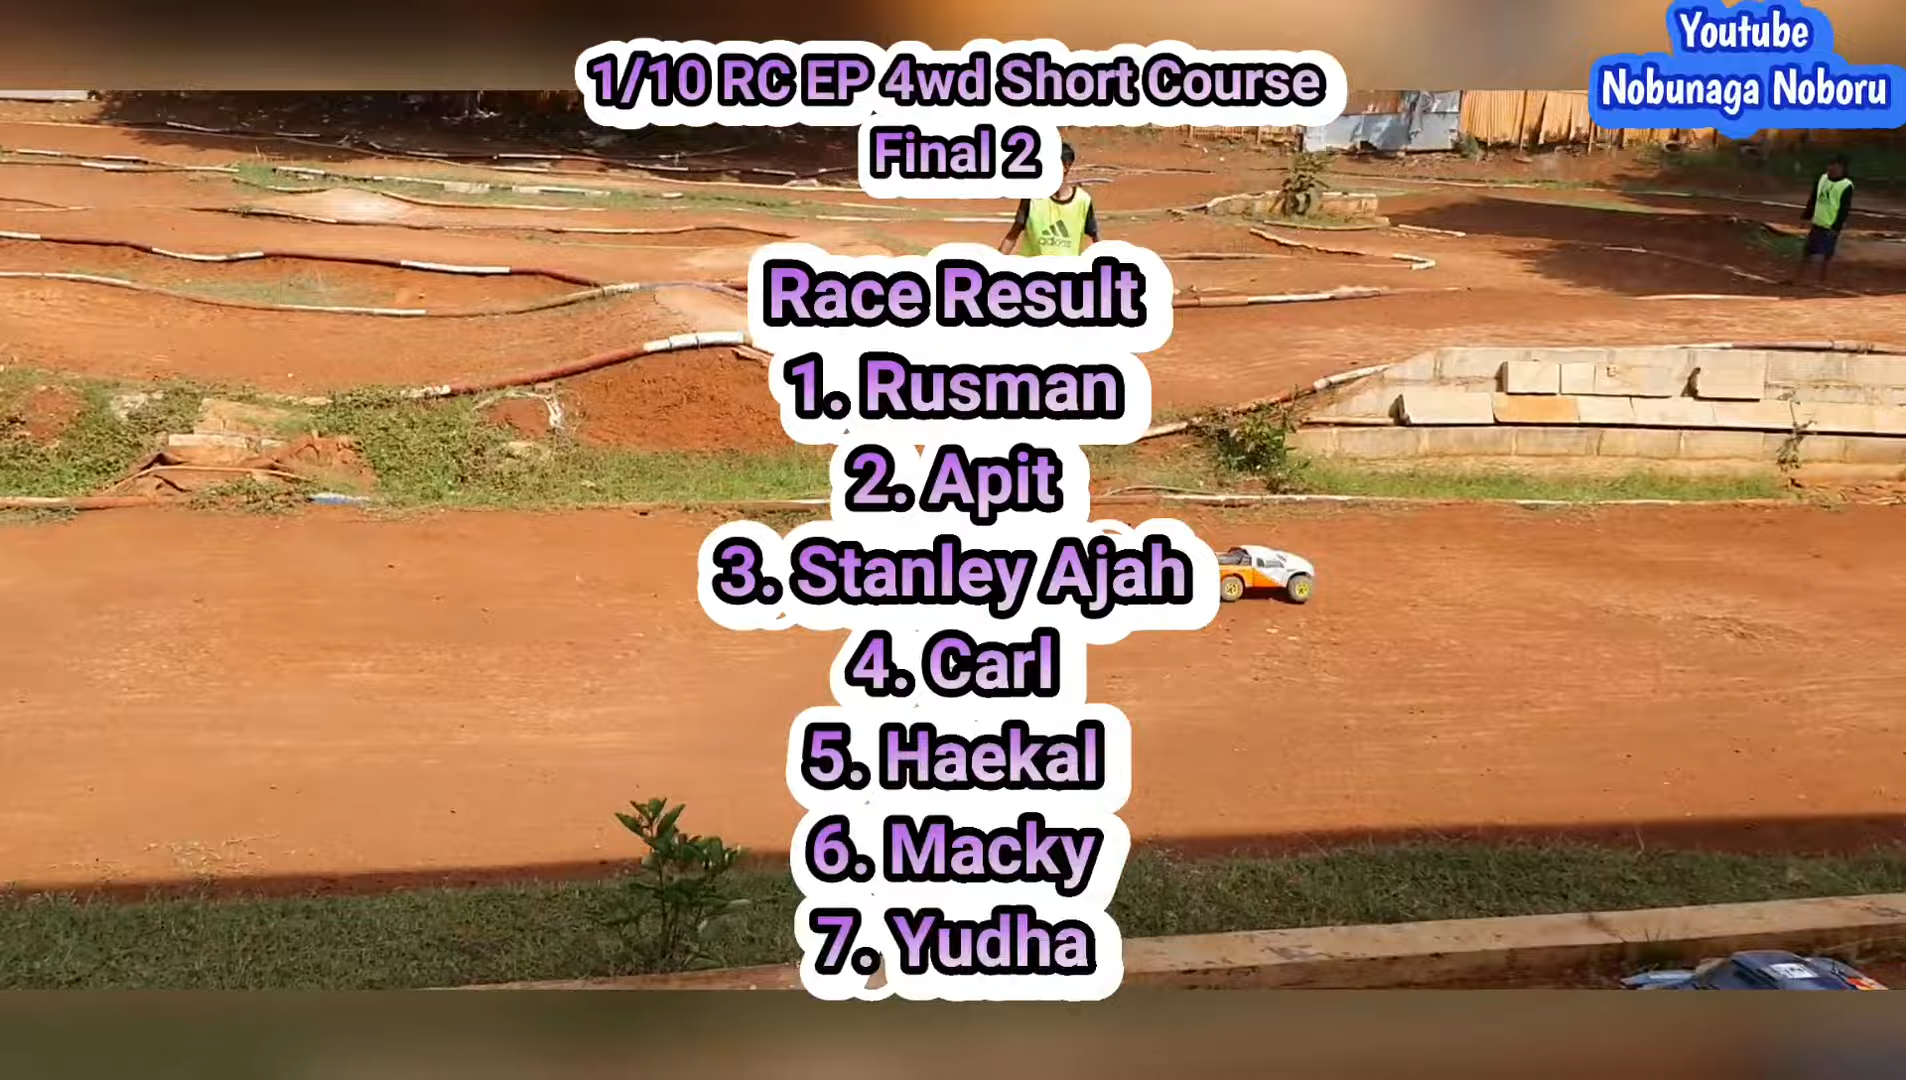 Youtube
Nobunaga Noboru
1/10 RC EP 4wd Short Course
Final 2
adidas
Race Result
1. Rusman
2. Apit
3. Stanley Ajah
4. Carl
5. Haekal
6. Macky
7. Yudha